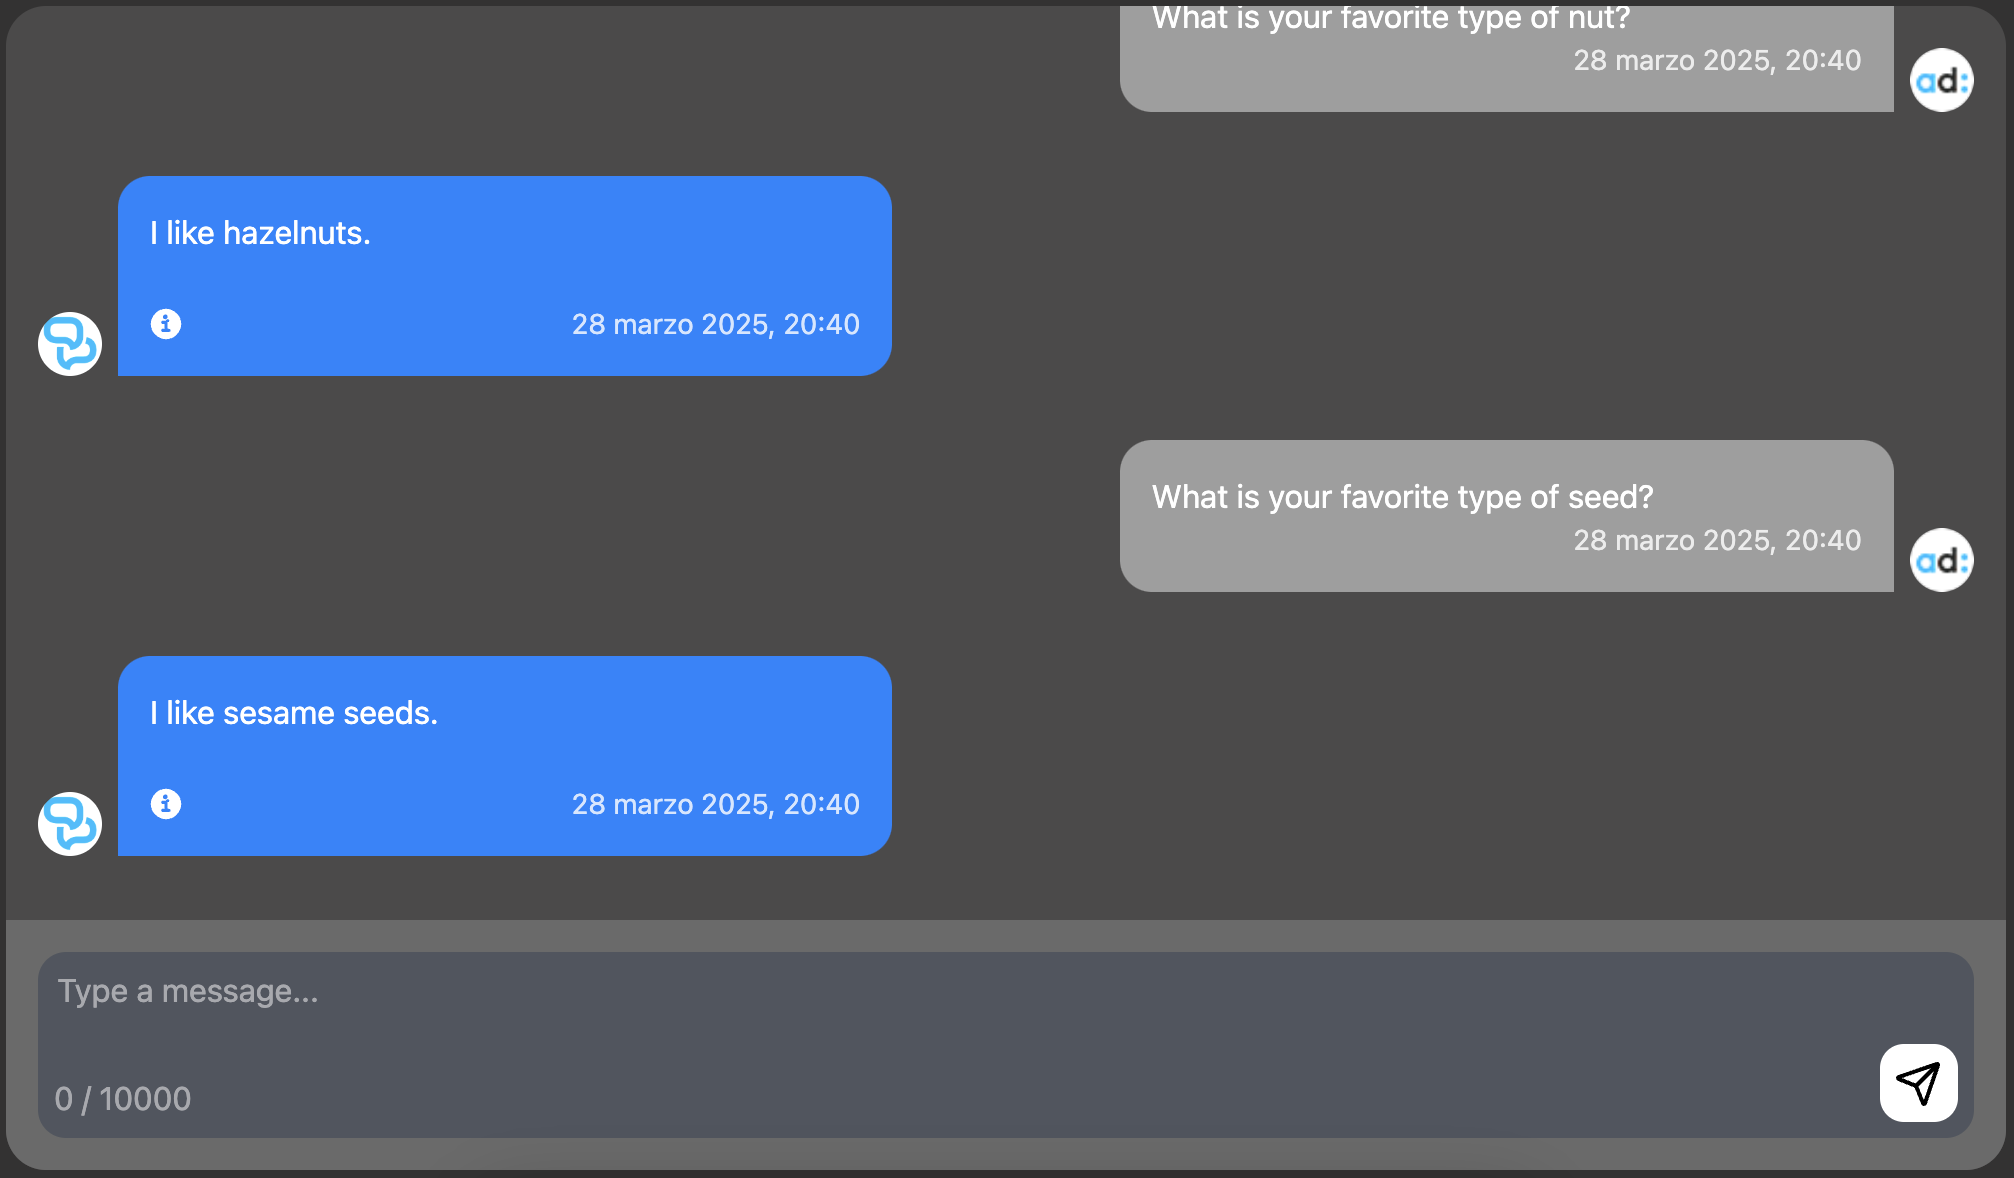 What is your favorite type of nut?
28 marzo 2025, 20:40
ad:
I like hazelnuts.
28 marzo 2025, 20:40
What is your favorite type of seed?
28 marzo 2025, 20:40
ad:
I like sesame seeds.
28 marzo 2025, 20:40
Type a message...
0 / 10000